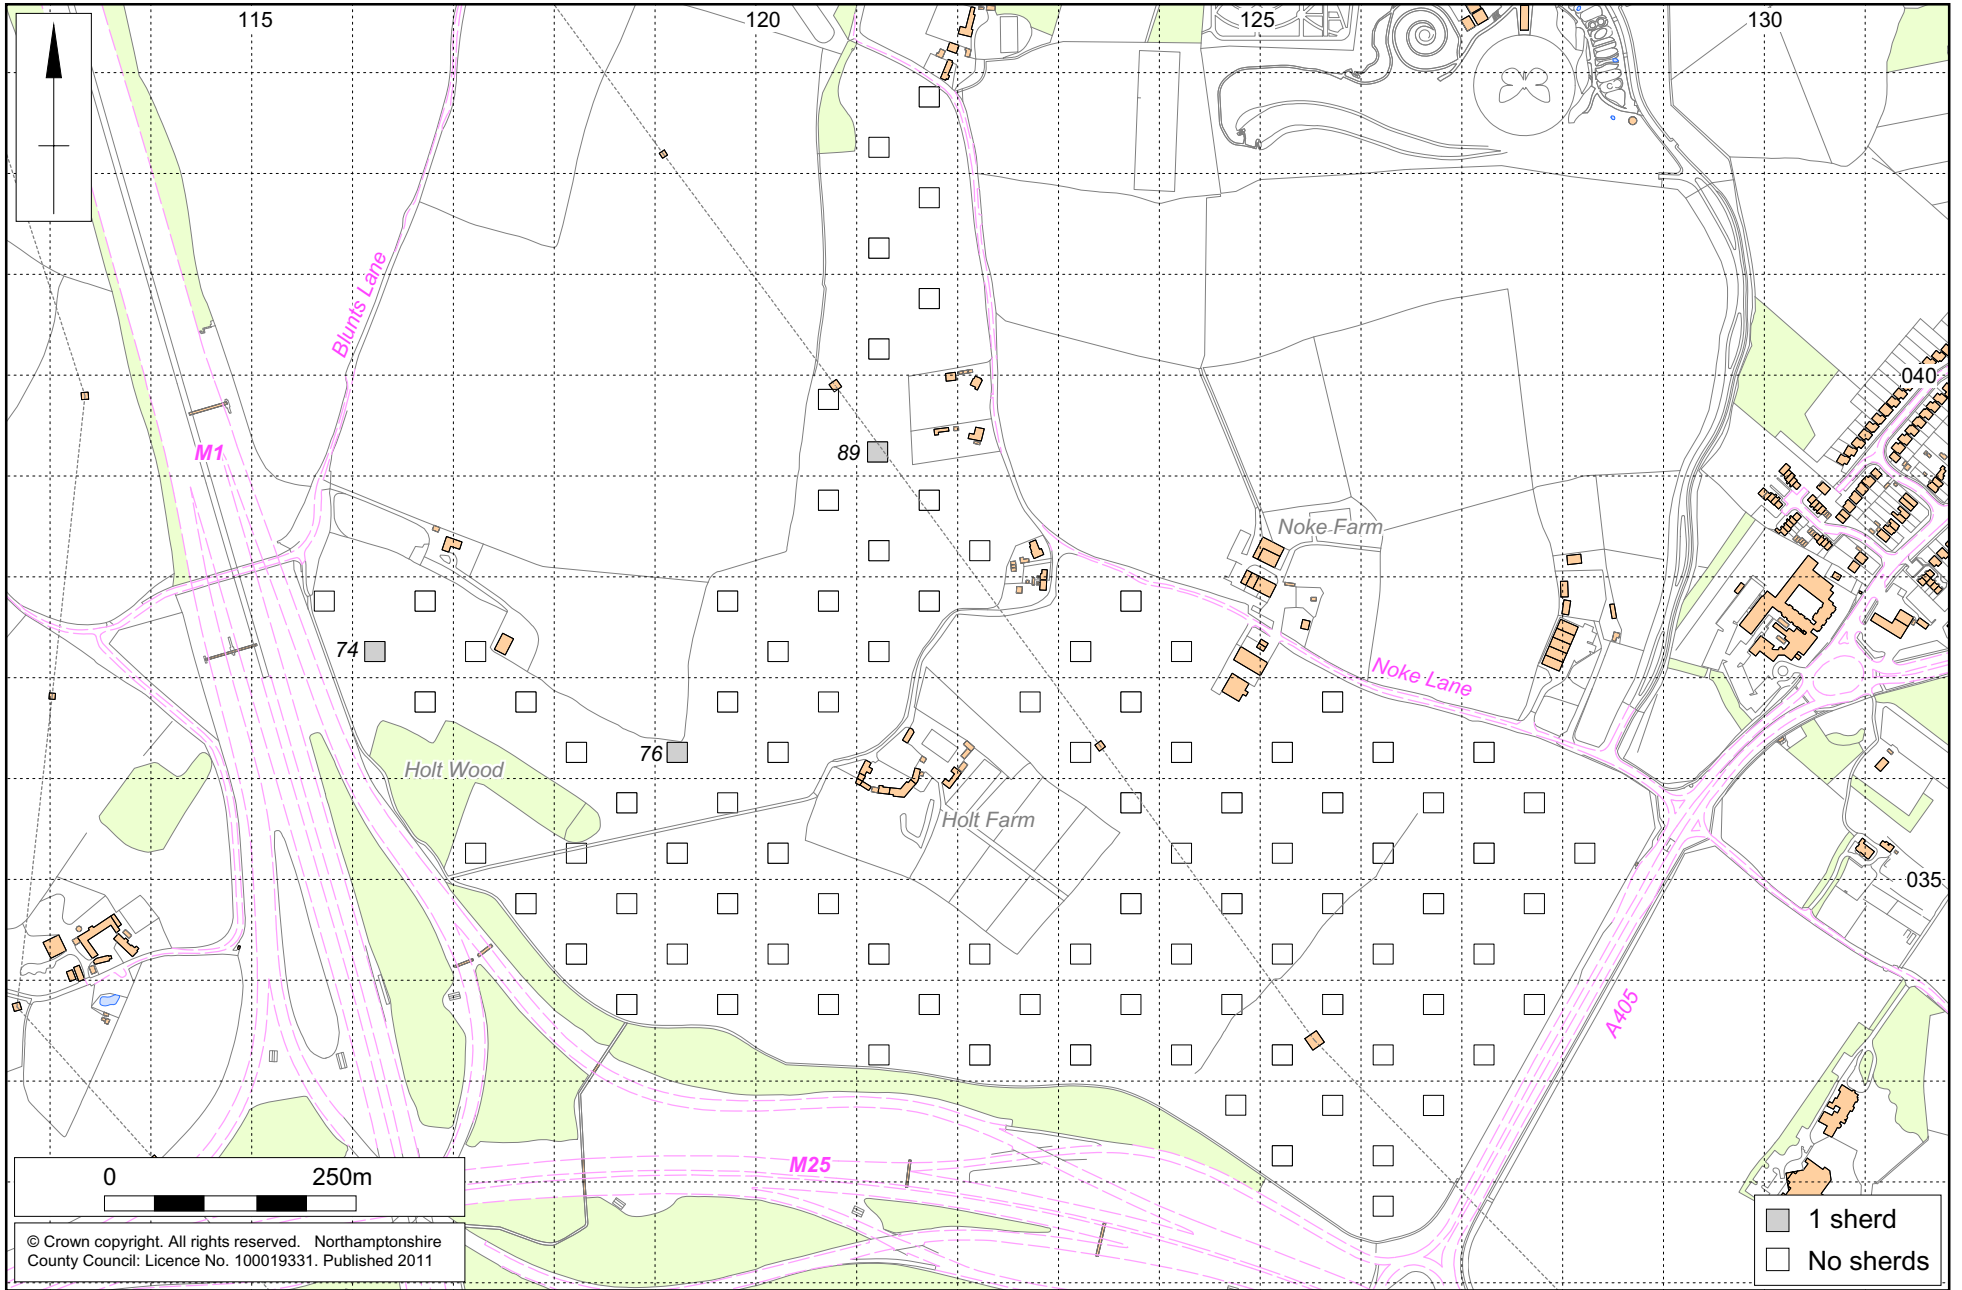 115
120
125
130
Blunts Lane
040
M1
89
Noke Farm
74
Noke Lane
76
Holt Wood
Holt Farm
035
A405
M25
0 250m
1 sherd
No sherds
© Crown copyright. All rights reserved. Northamptonshire
County Council: Licence No. 100019331. Published 2011